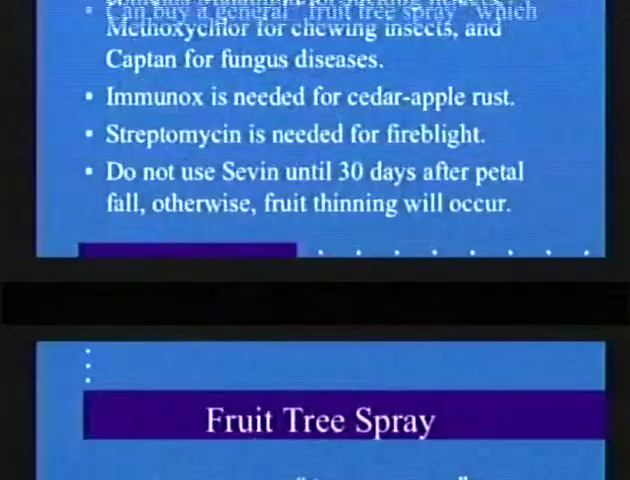 • Can buy a general "fruit tree spray" which
Methoxychlor for chewing insects, and
Captan for fungus diseases.
• Immunox is needed for cedar-apple rust.
• Streptomycin is needed for fireblight.
• Do not use Sevin until 30 days after petal
fall, otherwise, fruit thinning will occur.
Fruit Tree Spray